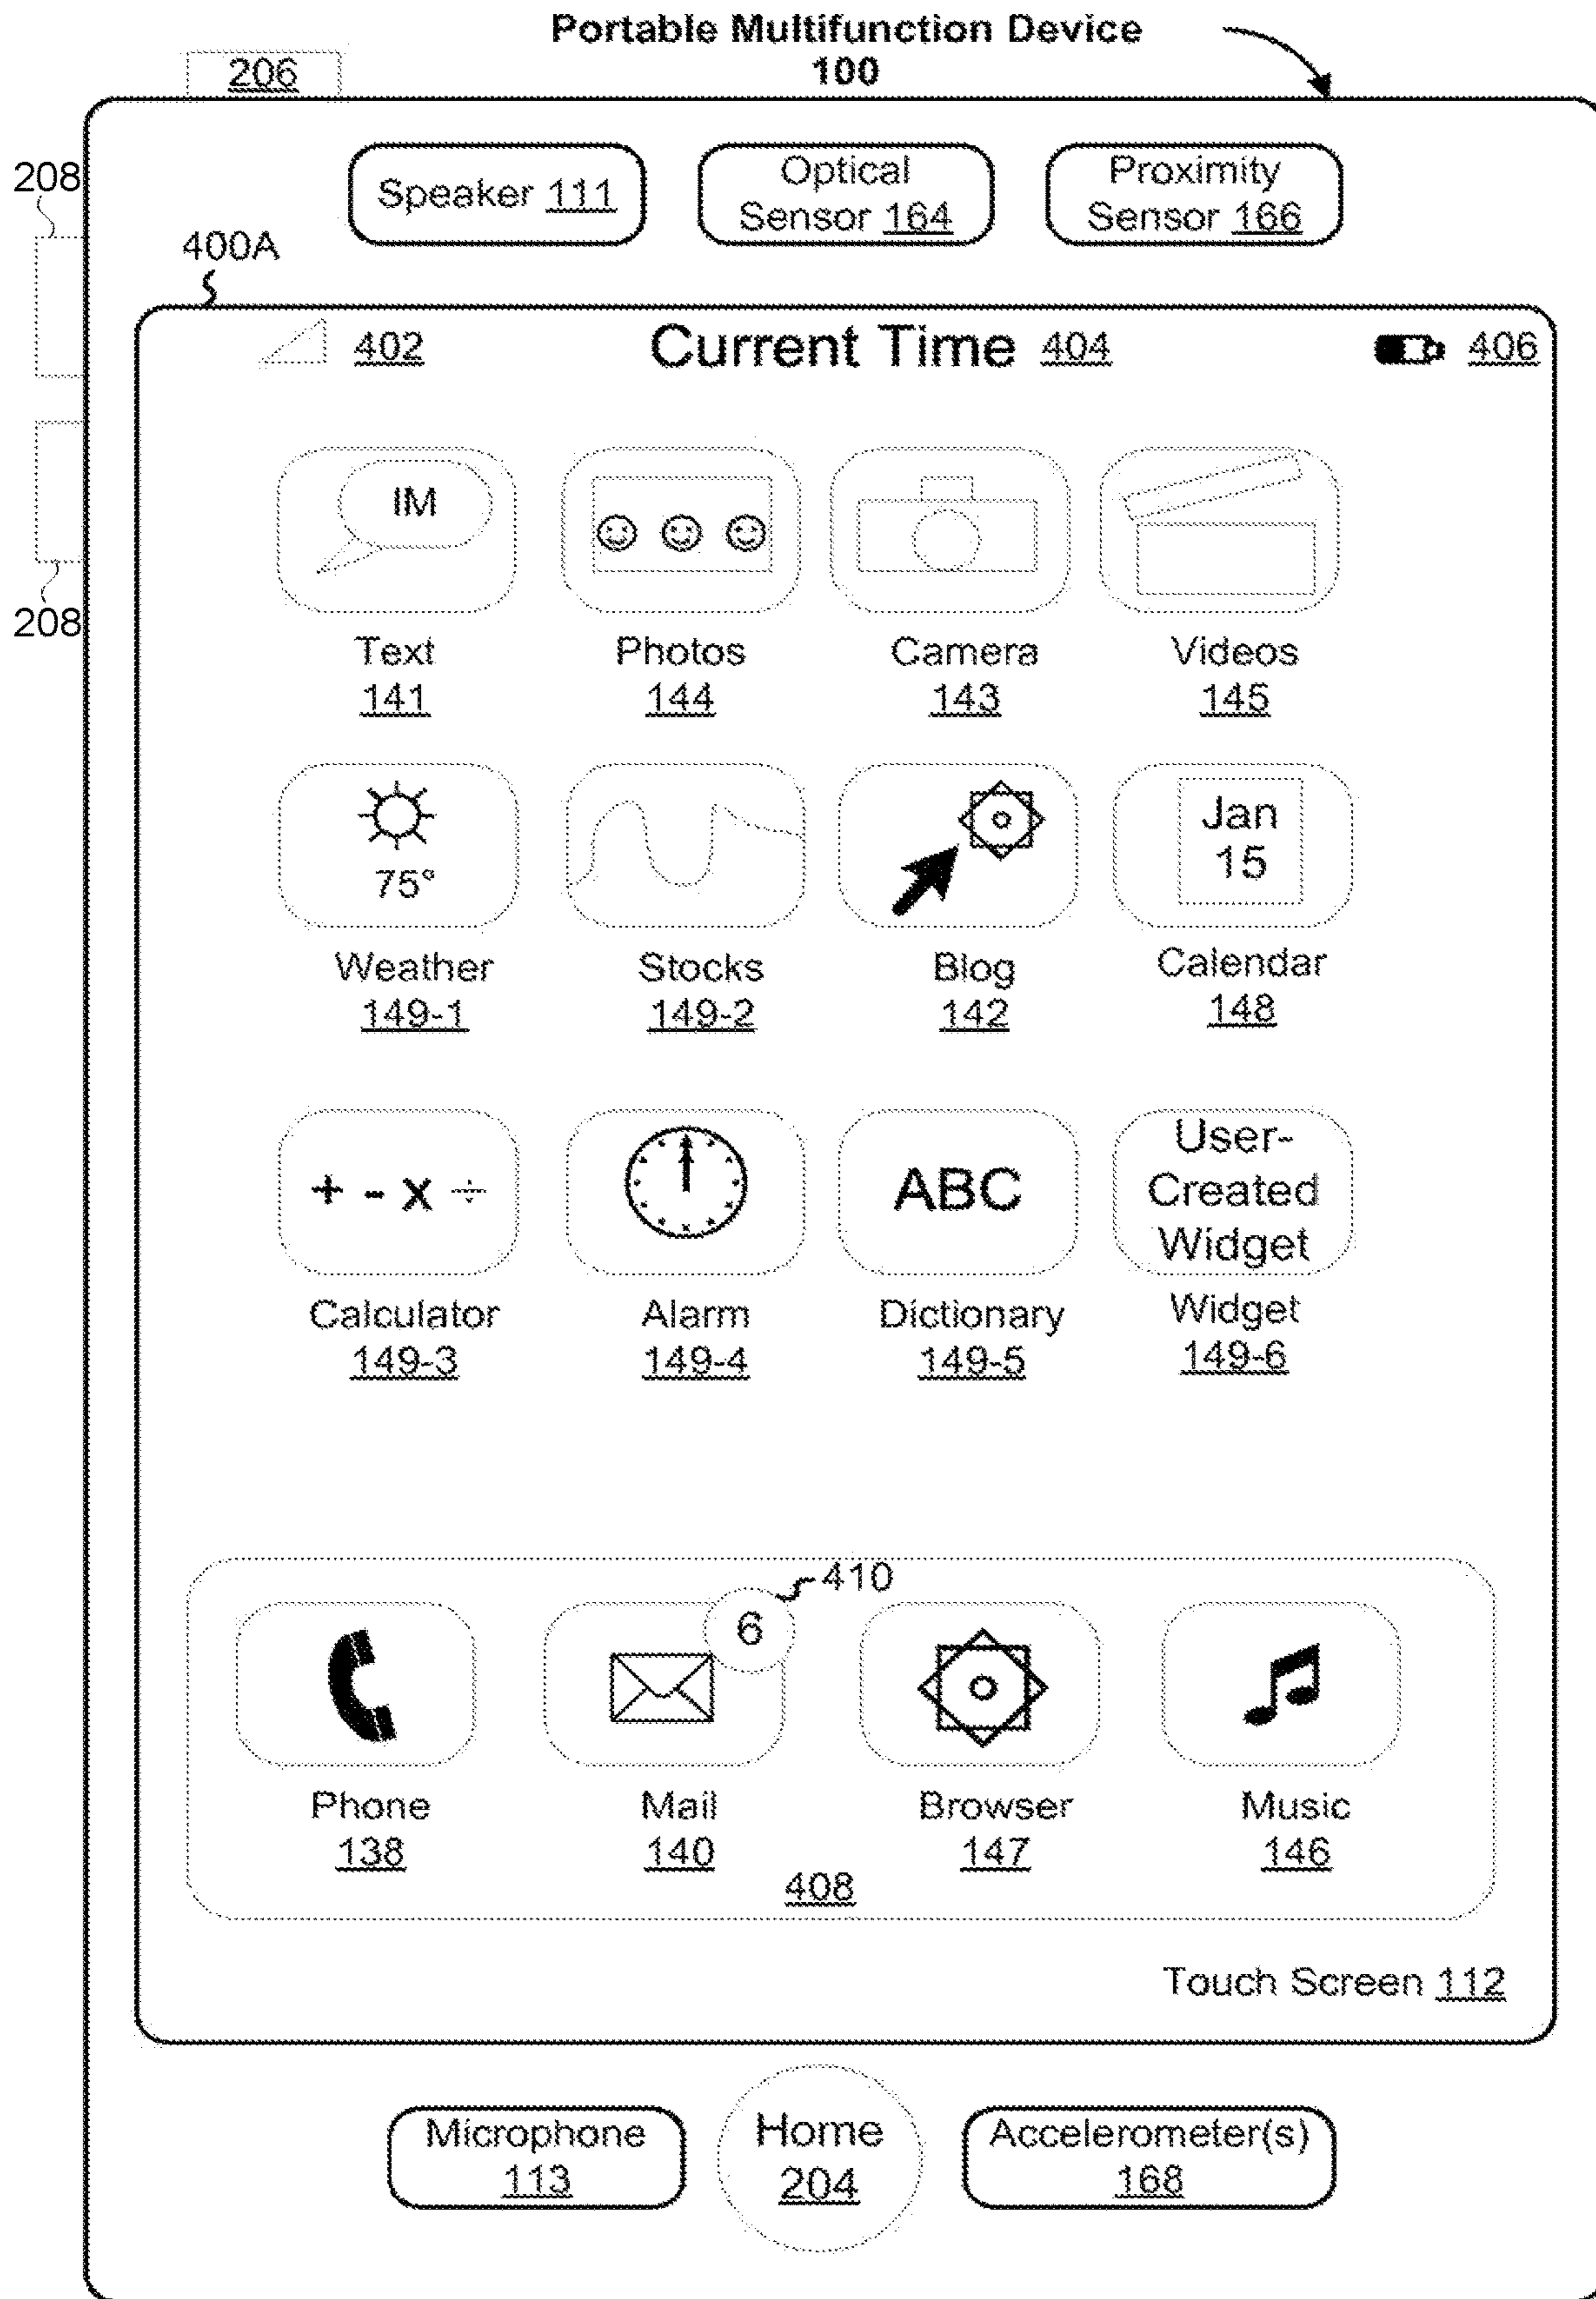 Portable Multifunction Device
100
206
208
Speaker 111
Optical
Sensor 164
Proximity
Sensor 166
400A
402
Current Time 404
406
208
IM
Text
141
Photos
144
Camera
143
Videos
145
75°
Weather
149-1
Stocks
149-2
Blog
142
Jan
15
Calendar
148
+ - x ÷
Calculator
149-3
Alarm
149-4
ABC
Dictionary
149-5
User-
Created
Widget
Widget
149-6
410
6
Phone
138
Mail
140
Browser
147
Music
146
408
Touch Screen 112
Microphone
113
Home
204
Accelerometer(s)
168